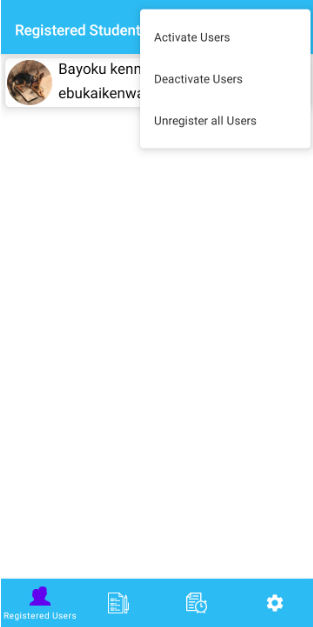 Registered Student
Activate Users
Bayoku kenn
Deactivate Users
ebukaikenwa
Unregister all Users
Registered Users